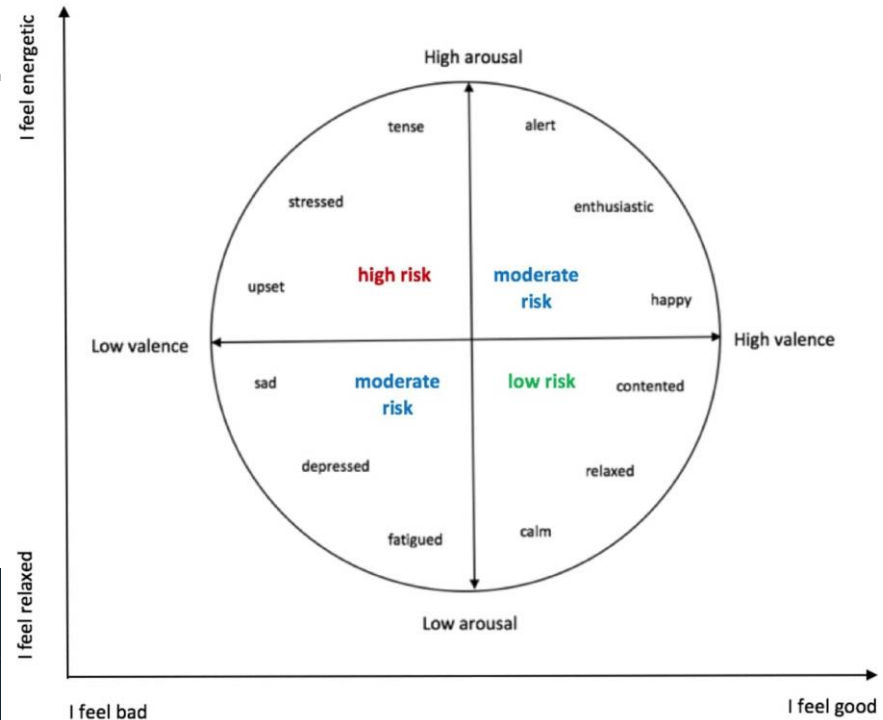 I feel energetic
High arousal
tense
alert
stressed
enthusiastic
high risk
moderate
risk
upset
happy
Low valence
High valence
sad
moderate
risk
low risk
contented
depressed
relaxed
fatigued
calm
I feel relaxed
Low arousal
I feel bad
I feel good